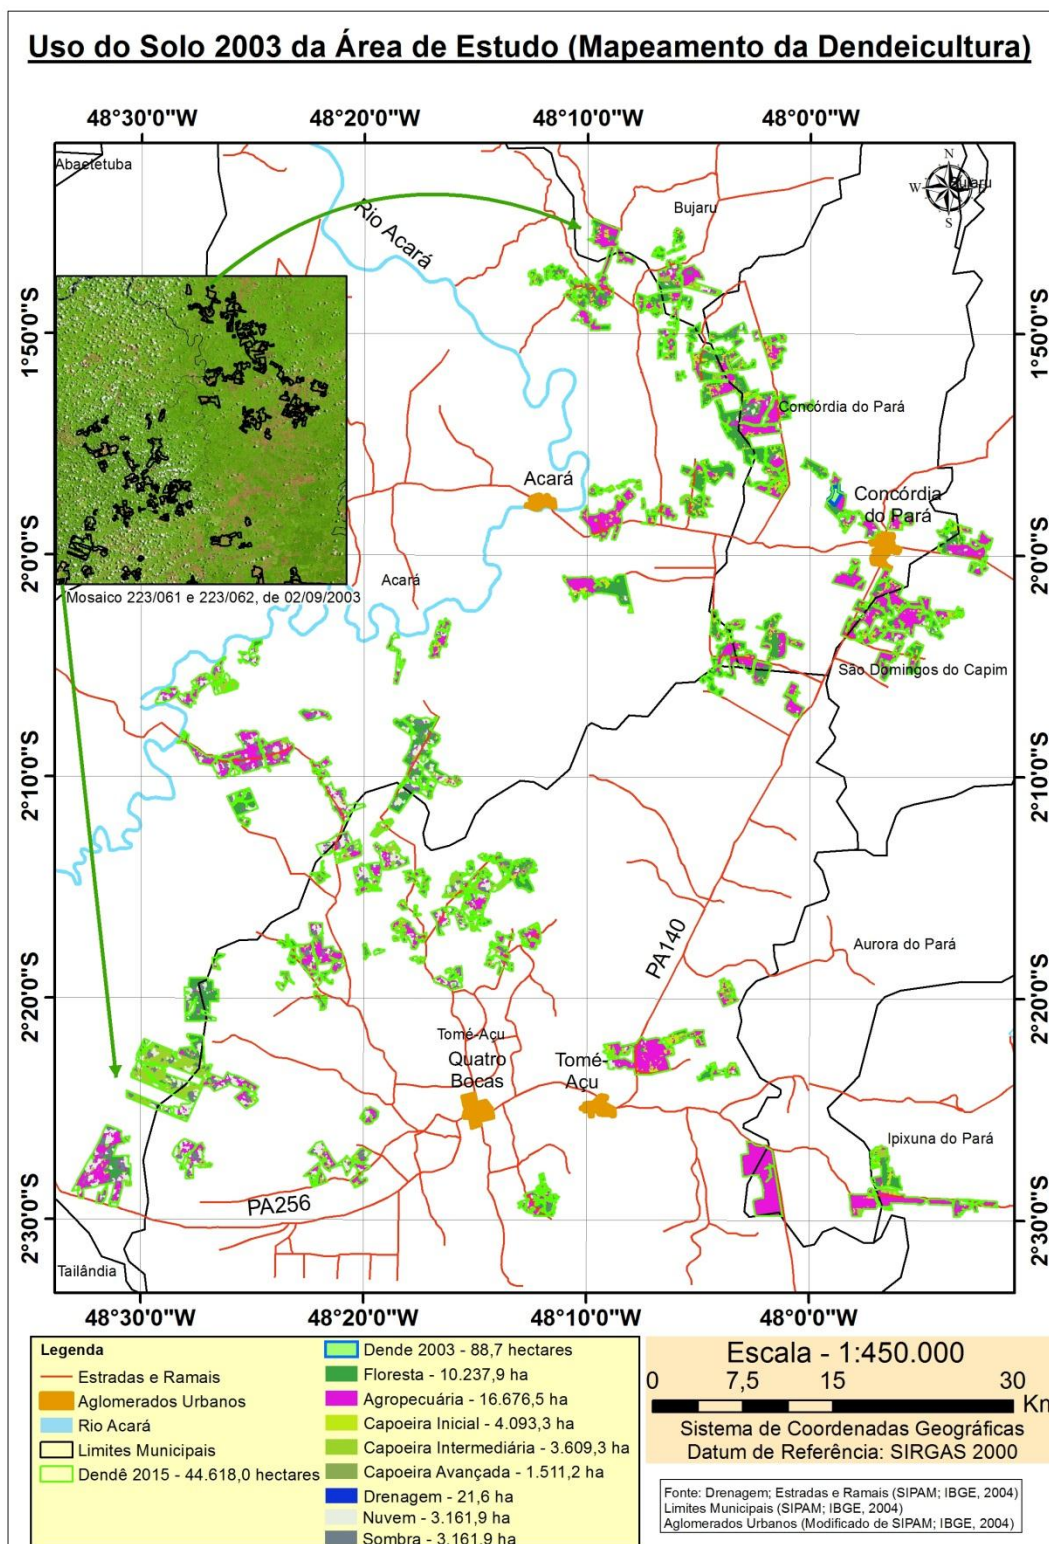 Uso do Solo 2003 da Área de Estudo (Mapeamento da Dendeicultura)
48°30'0"W 48°20'0"W 48°10'0"W 48°0'0"W
Abaetetuba
N
W
S
Bujaru
Rio Acará
Bujaru
1°50'0"S 1°50'0"S
Concórdia do Pará
Acará
Concórdia
do Pará
2°0'0"S 2°0'0"S
Acará
Mosaico 223/061 e 223/062, de 02/09/2003
São Domingos do Capim
2°10'0"S 2°10'0"S
PA140
Aurora do Pará
2°20'0"S 2°20'0"S
Tomé-Açu
Quatro
Bocas
Tomé-
Açu
Ipixuna do Pará
PA256
2°30'0"S 2°30'0"S
Tailândia
48°30'0"W 48°20'0"W 48°10'0"W 48°0'0"W
Legenda
Estradas e Ramais
Aglomerados Urbanos
Rio Acará
Limites Municipais
Dendê 2015 - 44.618,0 hectares
Dende 2003 - 88,7 hectares
Floresta - 10.237,9 ha
Agropecuária - 16.676,5 ha
Capoeira Inicial - 4.093,3 ha
Capoeira Intermediária - 3.609,3 ha
Capoeira Avançada - 1.511,2 ha
Drenagem - 21,6 ha
Nuvem - 3.161,9 ha
Sombra - 3.161,9 ha
Escala - 1:450.000
0 7,5 15 30
Km
Sistema de Coordenadas Geográficas
Datum de Referência: SIRGAS 2000
Fonte: Drenagem; Estradas e Ramais (SIPAM; IBGE, 2004)
Limites Municipais (SIPAM; IBGE, 2004)
Aglomerados Urbanos (Modificado de SIPAM; IBGE, 2004)